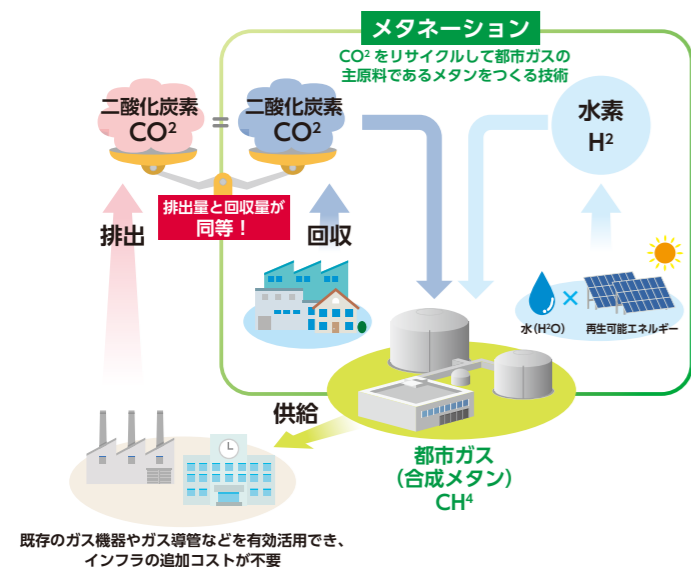 メタネーション
CO²をリサイクルして都市ガスの
主原料であるメタンをつくる技術
二酸化炭素
CO²
=
二酸化炭素
CO²
水素
H²
排出量と回収量が
同等！
排出
回収
×
水（H²O）
再生可能エネルギー
供給
都市ガス
（合成メタン）
CH⁴
既存のガス機器やガス導管などを有効活用でき、
インフラの追加コストが不要